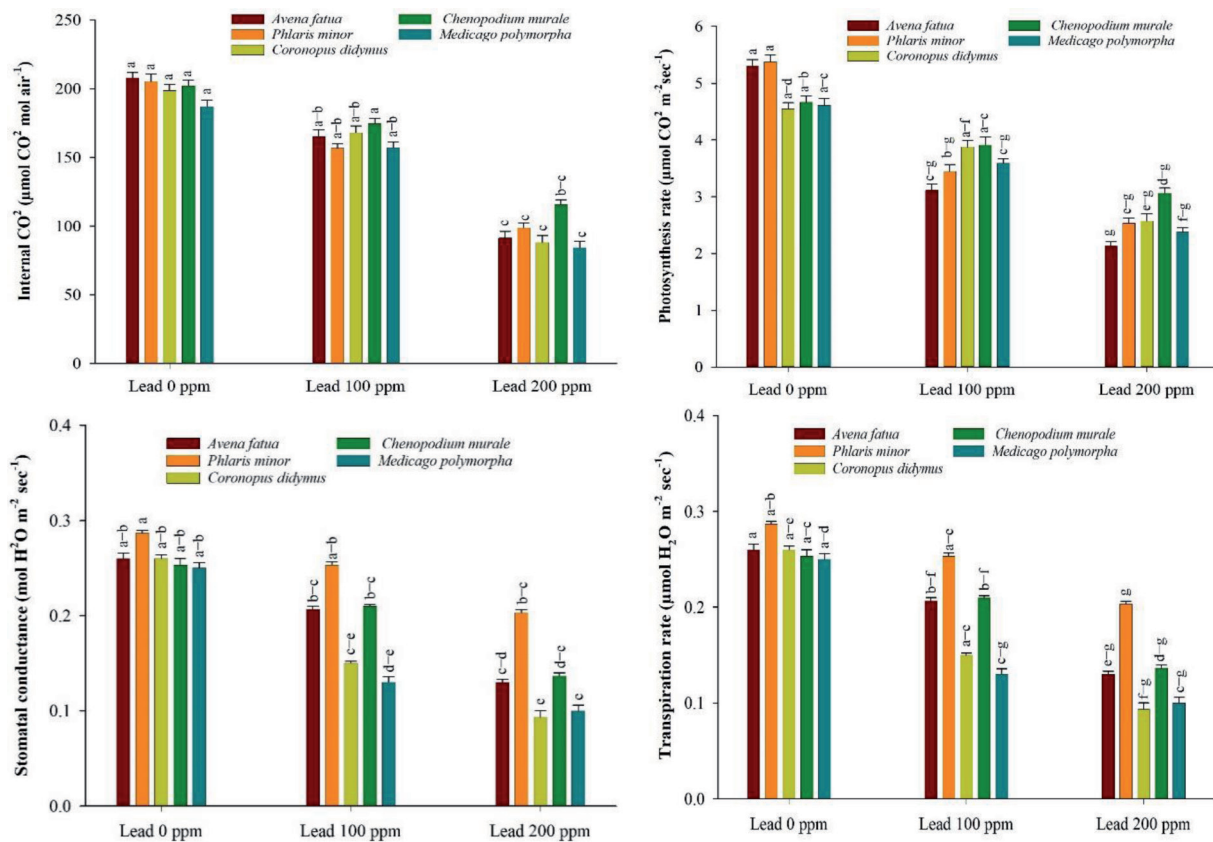 250
200
150
100
50
0
Internal CO² (µmol CO² mol air⁻¹)
Avena fatua
Phlaris minor
Coronopus didymus
Chenopodium murale
Medicago polymorpha
a a a a a
a–b a–b a–b a a–b
c c c b–c c
Lead 0 ppm Lead 100 ppm Lead 200 ppm
6
5
4
3
2
1
0
Photosynthesis rate (µmol CO² m⁻² sec⁻¹)
Avena fatua
Phlaris minor
Coronopus didymus
Chenopodium murale
Medicago polymorpha
a a a–d a–b a–c
c–g b–g a–f a–c c–g
g e–g e–g d–g f–g
Lead 0 ppm Lead 100 ppm Lead 200 ppm
0.4
0.3
0.2
0.1
0.0
Stomatal conductance (mol H²O m⁻² sec⁻¹)
Avena fatua
Phlaris minor
Coronopus didymus
Chenopodium murale
Medicago polymorpha
a–b a a–b a–b a–b
b–c a–b c–e b–c d–e
c–d b–c c d–c c
Lead 0 ppm Lead 100 ppm Lead 200 ppm
0.4
0.3
0.2
0.1
0.0
Transpiration rate (µmol H₂O m⁻² sec⁻¹)
Avena fatua
Phlaris minor
Coronopus didymus
Chenopodium murale
Medicago polymorpha
a a–b a–c a–c a–d
b–f a–c a–c b–f c–g
e–g g f–g d–g c–g
Lead 0 ppm Lead 100 ppm Lead 200 ppm